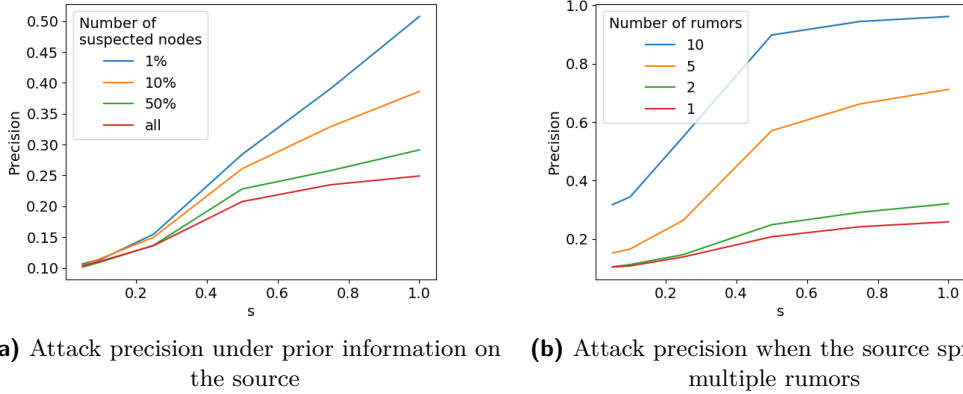 Number of
suspected nodes
1%
10%
50%
all
0.50
0.45
0.40
0.35
0.30
0.25
0.20
0.15
0.10
Precision
0.2
0.4
0.6
0.8
1.0
s
Number of rumors
10
5
2
1
1.0
0.8
0.6
0.4
0.2
Precision
0.2
0.4
0.6
0.8
1.0
s
a) Attack precision under prior information on
the source
(b) Attack precision when the source
multiple rumors